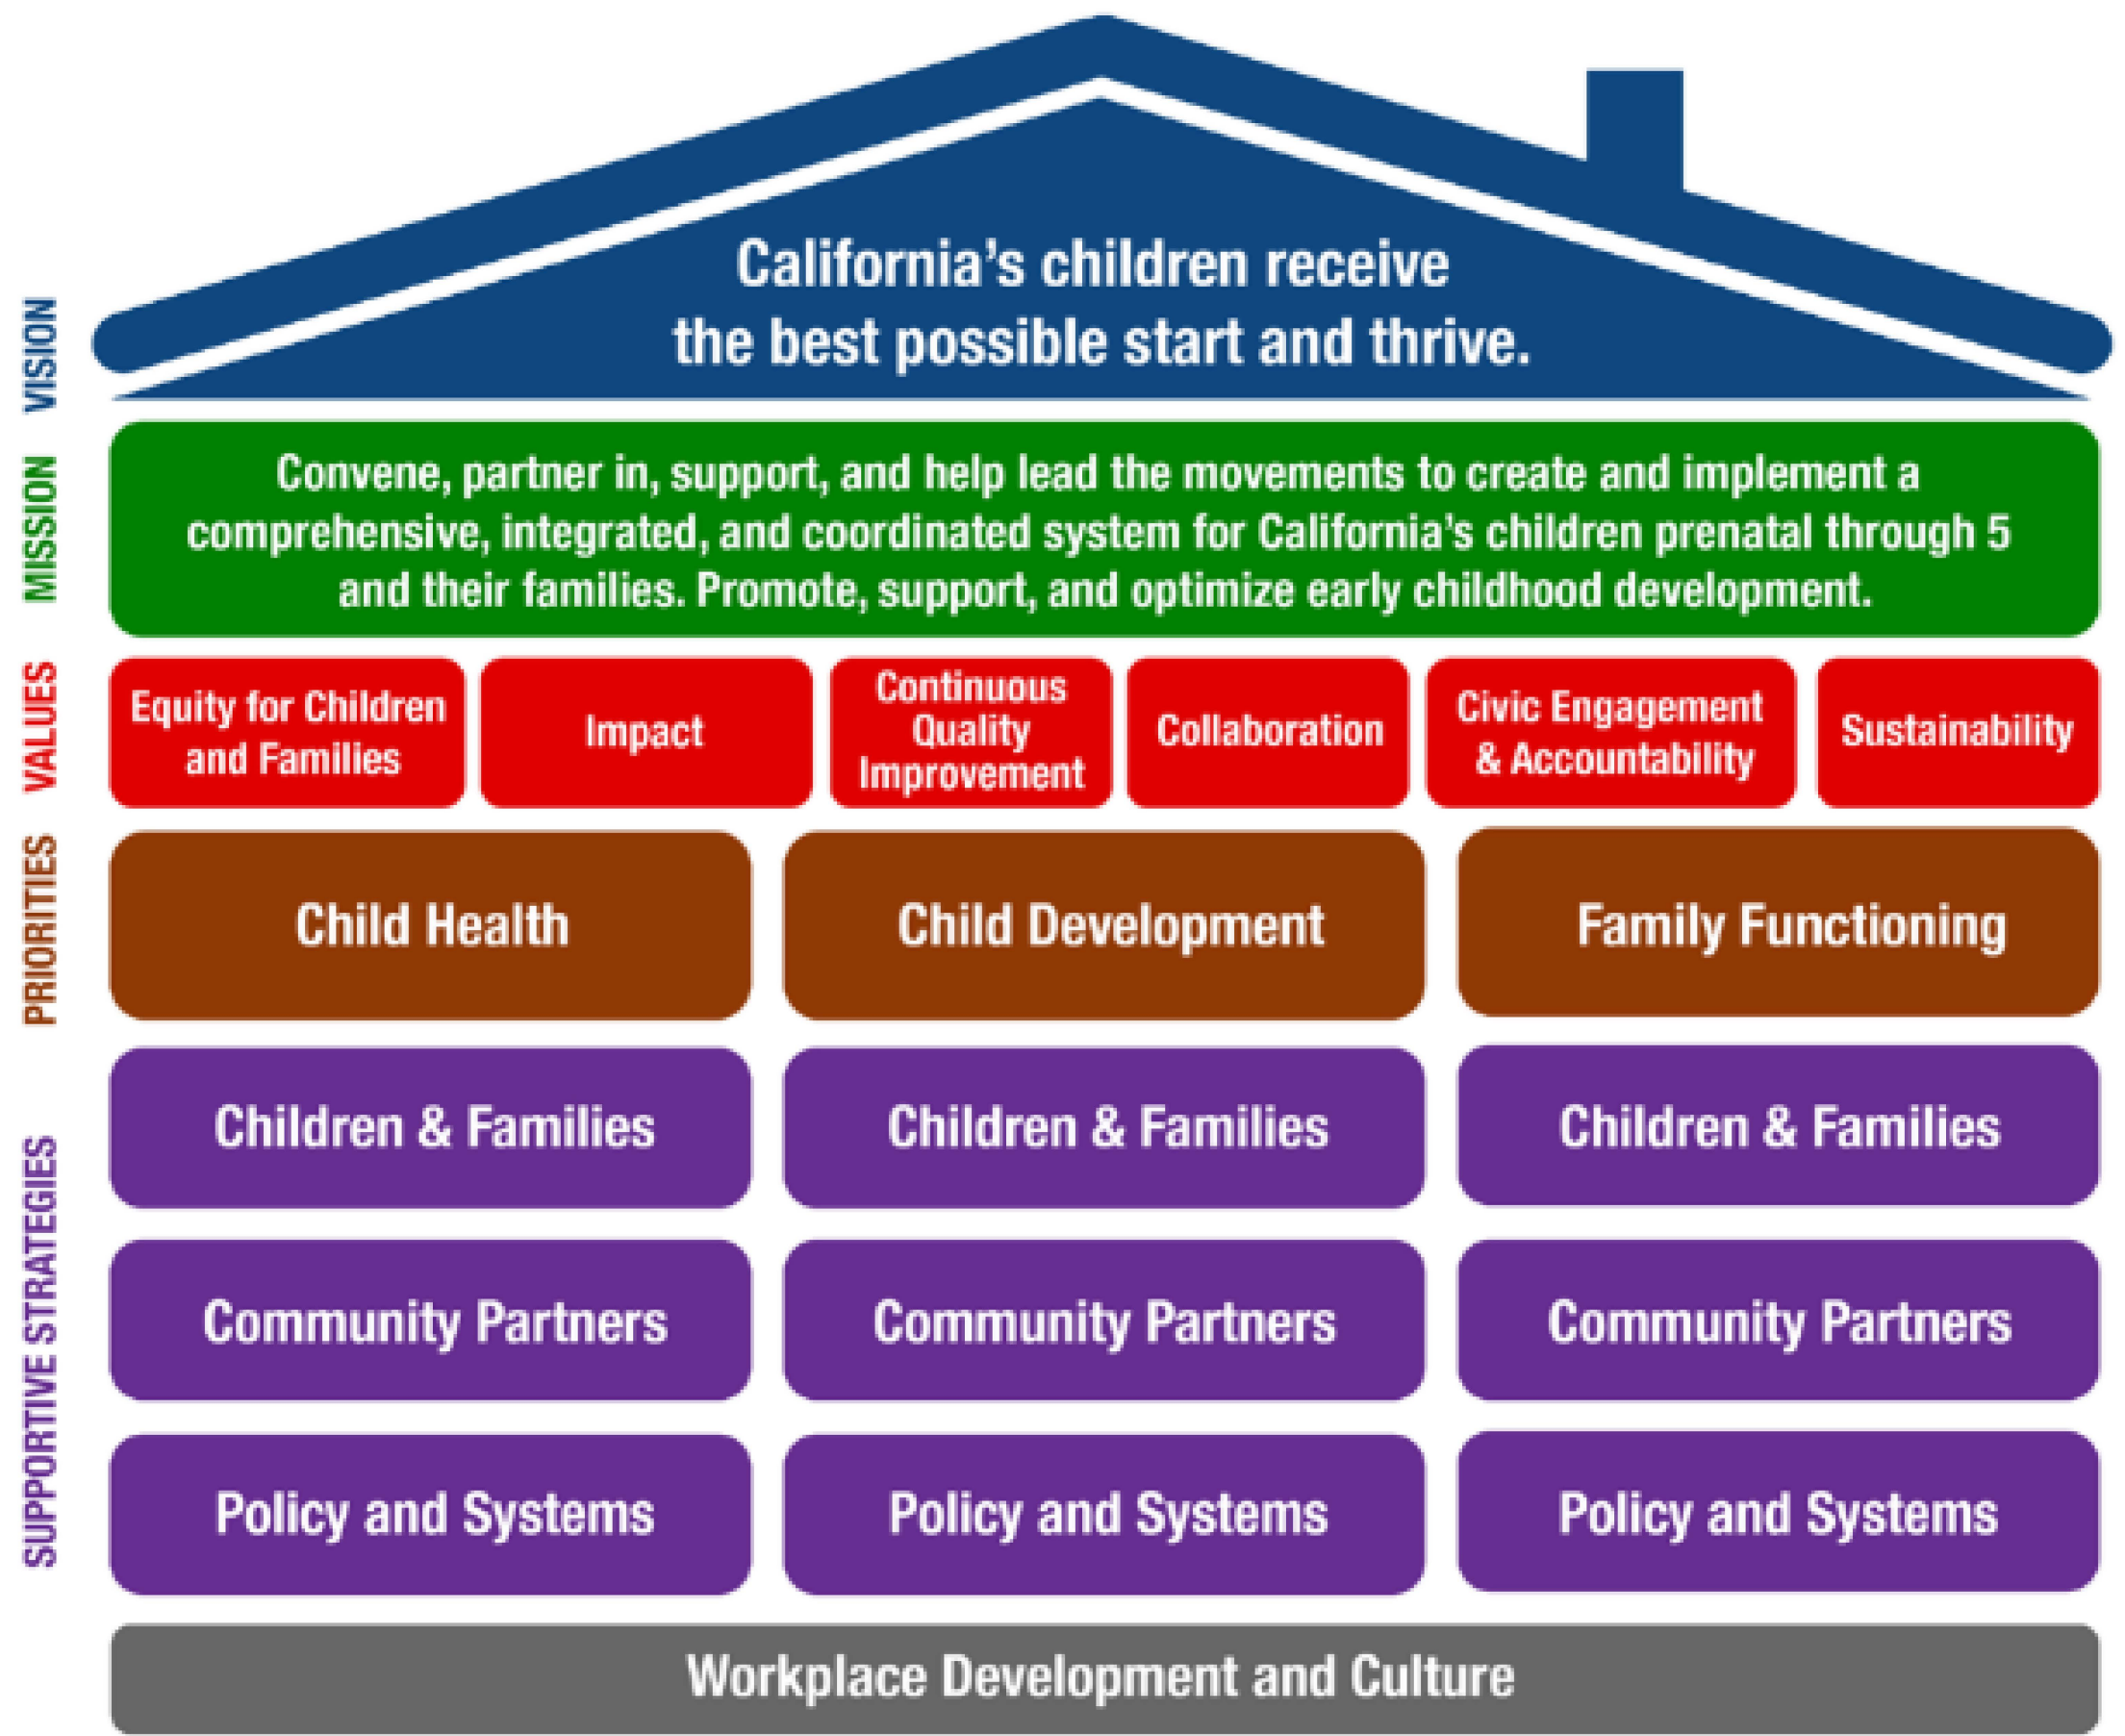 VISION
California's children receive
the best possible start and thrive.
MISSION
Convene, partner in, support, and help lead the movements to create and implement a
comprehensive, integrated, and coordinated system for California's children prenatal through 5
and their families. Promote, support, and optimize early childhood development.
VALUES
Equity for Children
and Families
Impact
Continuous
Quality
Improvement
Collaboration
Civic Engagement
& Accountability
Sustainability
PRIORITIES
Child Health
Child Development
Family Functioning
SUPPORTIVE STRATEGIES
Children & Families
Children & Families
Children & Families
Community Partners
Community Partners
Community Partners
Policy and Systems
Policy and Systems
Policy and Systems
Workplace Development and Culture